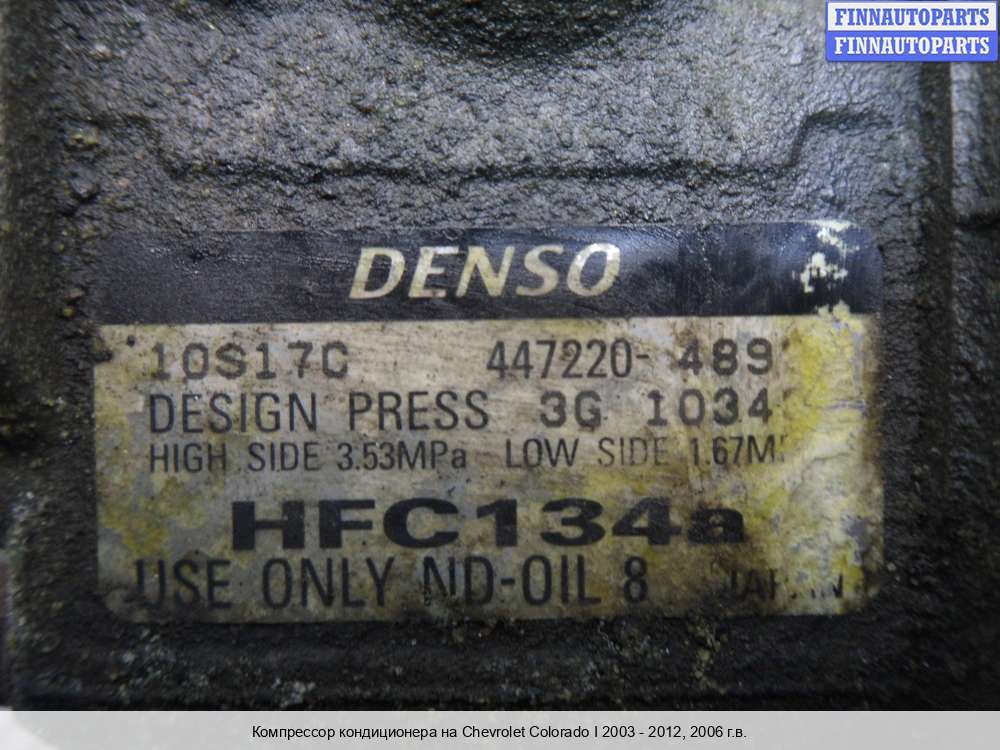 FINNAUTOPARTS
FINNAUTOPARTS
DENSO
10S17C 447220-489
DESIGN PRESS 3G 1034
HIGH SIDE 3.53MPa LOW SIDE 1.67M
HFC134a
USE ONLY ND-OIL 8 JAPAN
Компрессор кондиционера на Chevrolet Colorado I 2003 - 2012, 2006 г.в.